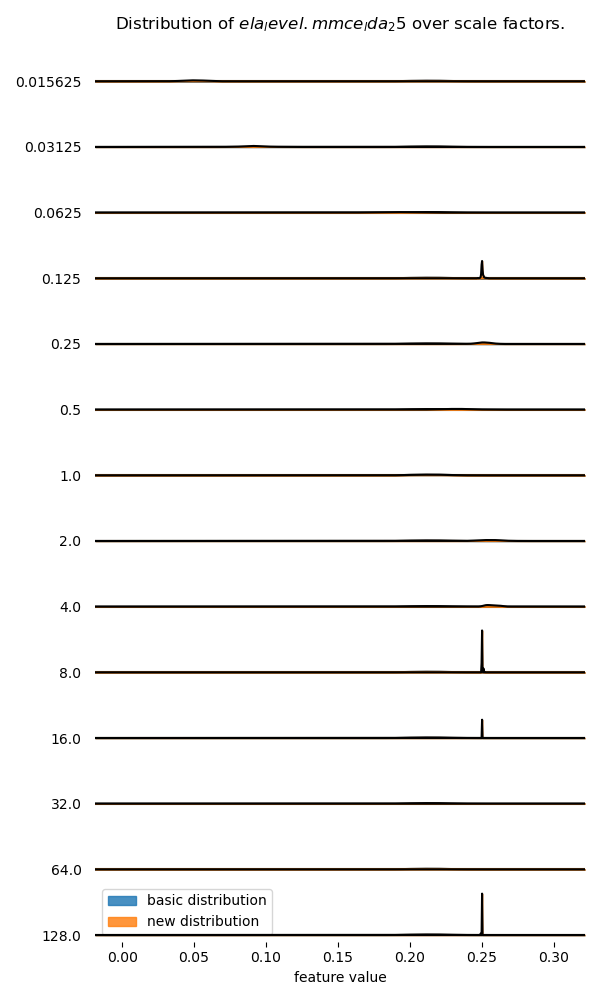 Distribution of elaₗevel.mmceₗda₂5 over scale factors.
0.015625
0.03125
0.0625
0.125
0.25
0.5
1.0
2.0
4.0
8.0
16.0
32.0
64.0
basic distribution
new distribution
128.0
0.00 0.05 0.10 0.15 0.20 0.25 0.30
feature value